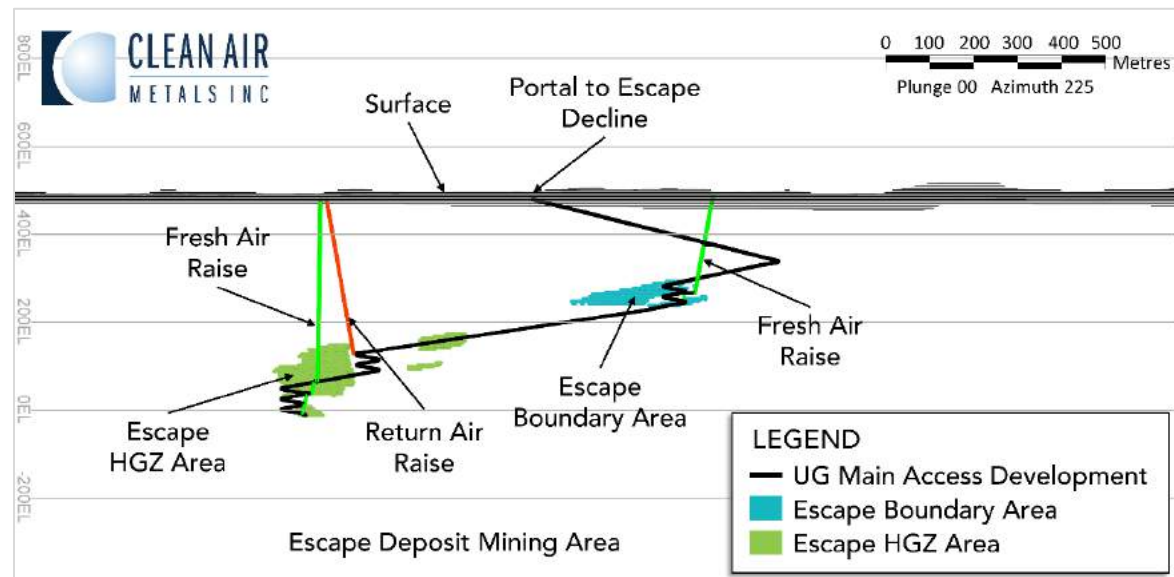 CLEAN AIR
METALS INC
0 100 200 300 400 500
Metres
Plunge 00 Azimuth 225
800EL
600EL
400EL
200EL
0EL
-200EL
Surface
Portal to Escape
Decline
Fresh Air
Raise
Fresh Air
Raise
Escape
HGZ Area
Return Air
Raise
Escape
Boundary Area
Escape Deposit Mining Area
LEGEND
UG Main Access Development
Escape Boundary Area
Escape HGZ Area